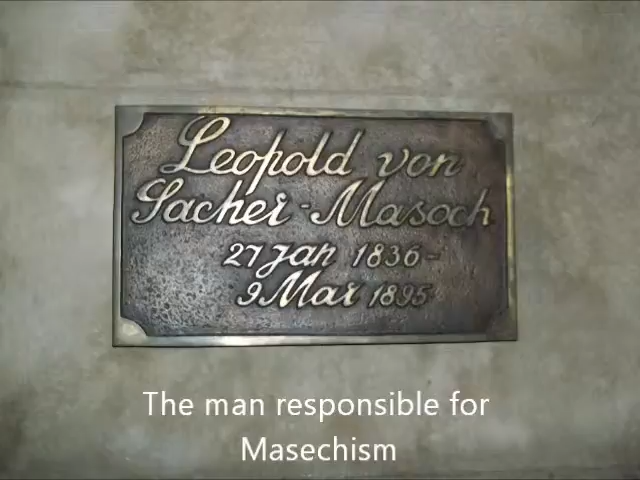 Leopold von
Sacher-Masoch
27 Jan 1836-
9 Mar 1895
The man responsible for
Masechism